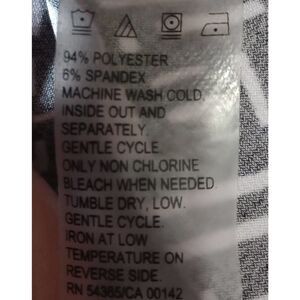 94% POLYESTER
6% SPANDEX
MACHINE WASH COLD.
INSIDE OUT AND
SEPARATELY.
GENTLE CYCLE.
ONLY NON CHLORINE
BLEACH WHEN NEEDED.
TUMBLE DRY, LOW.
GENTLE CYCLE.
IRON AT LOW
TEMPERATURE ON
REVERSE SIDE.
RN 54365/CA 00142